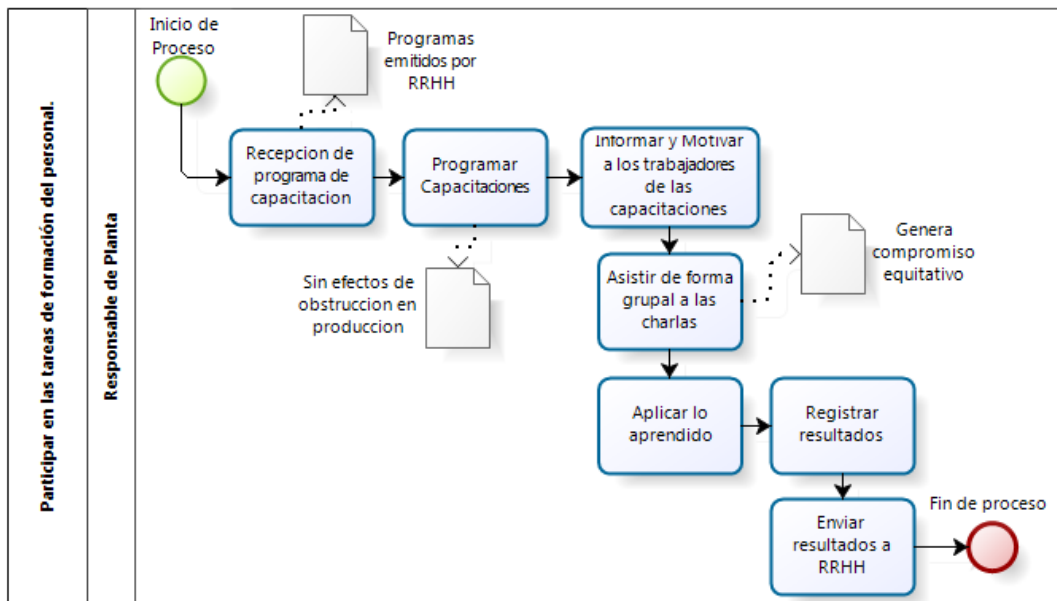 Participar en las tareas de formación del personal.
Responsable de Planta
Inicio de
Proceso
Programas
emitidos por
RRHH
Recepcion de
programa de
capacitacion
Programar
Capacitaciones
Informar y Motivar
a los trabajadores
de las
capacitaciones
Sin efectos de
obstruccion en
produccion
Asistir de forma
grupal a las
charlas
Genera
compromiso
equitativo
Aplicar lo
aprendido
Registrar
resultados
Enviar
resultados a
RRHH
Fin de proceso